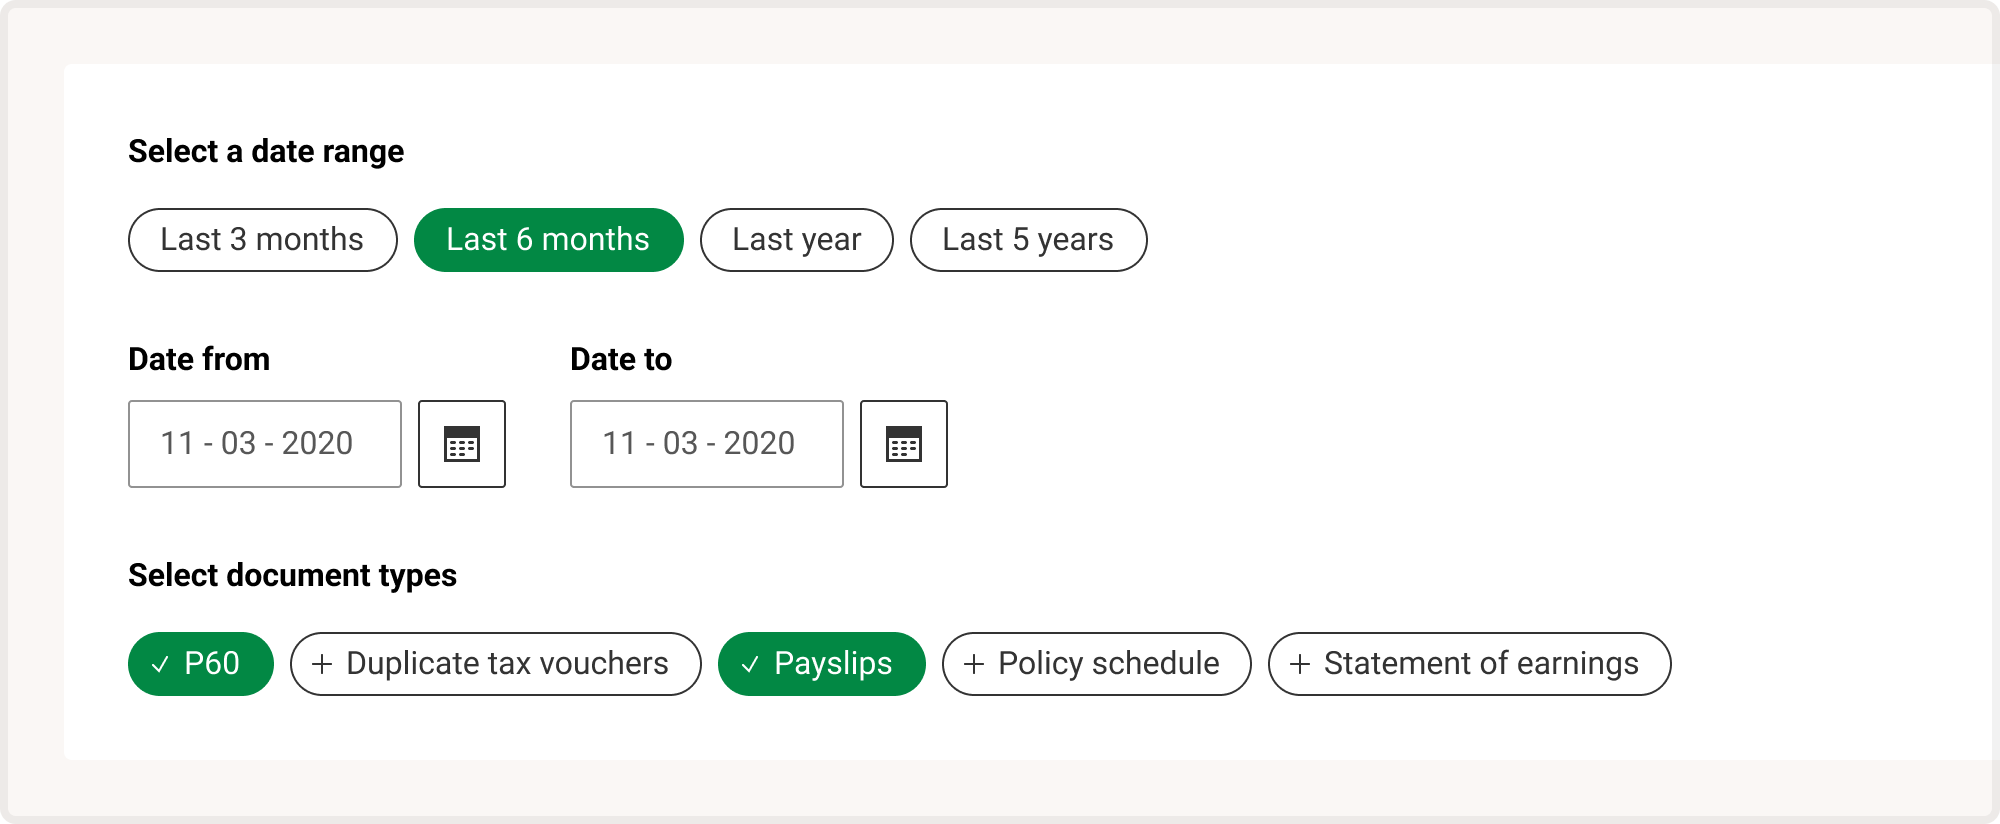 Select a date range
Last 3 months Last 6 months Last year Last 5 years
Date from Date to
11 - 03 - 2020 11 - 03 - 2020
Select document types
P60 Duplicate tax vouchers Payslips Policy schedule Statement of earnings